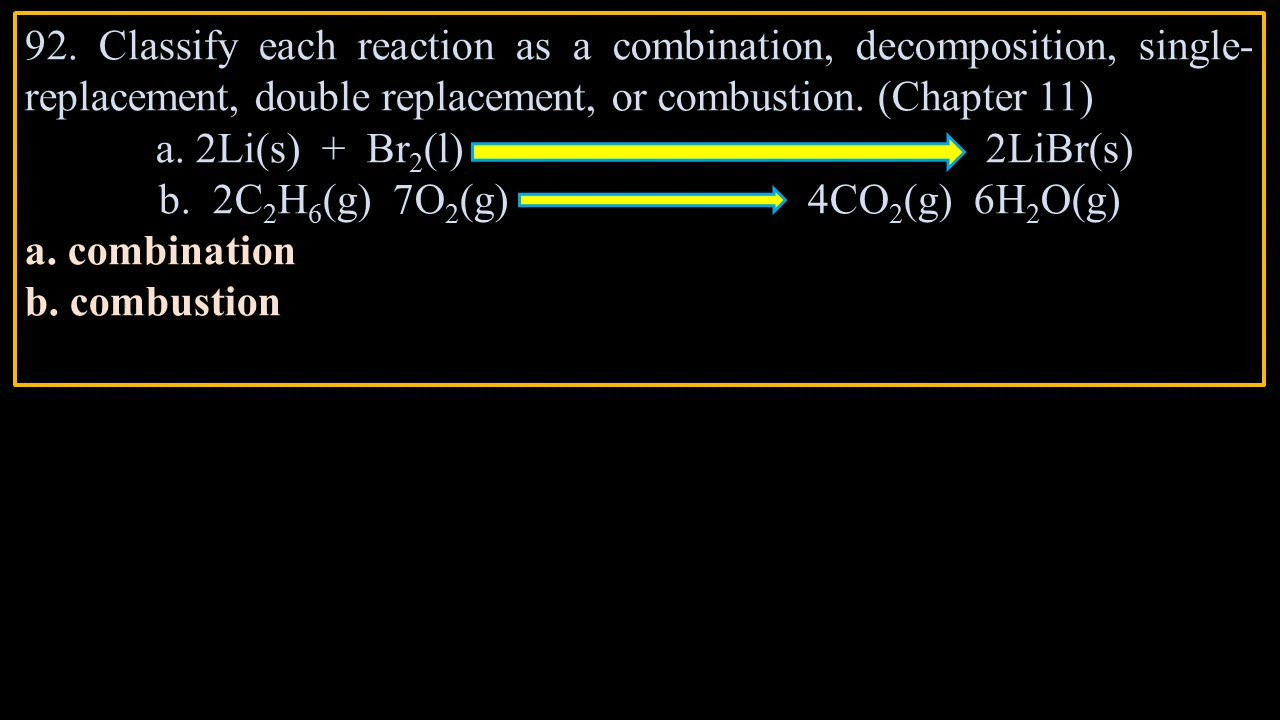 92. Classify each reaction as a combination, decomposition, single-
replacement, double replacement, or combustion. (Chapter 11)
a. 2Li(s) + Br₂(l) 2LiBr(s)
b. 2C₂H₆(g) 7O₂(g) 4CO₂(g) 6H₂O(g)
a. combination
b. combustion